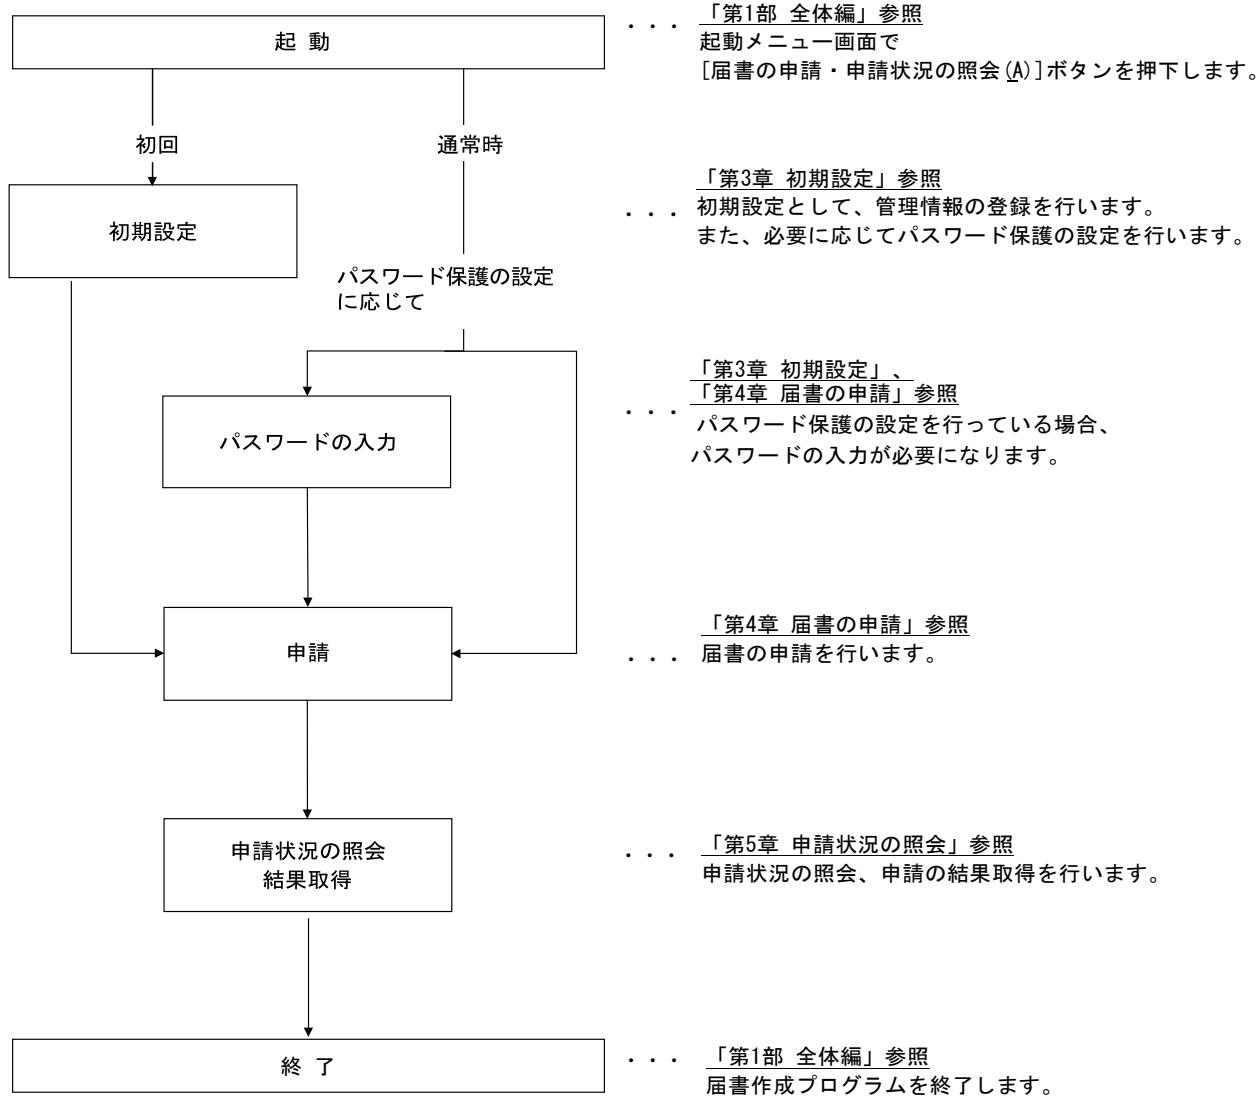 起 動
・・・ 「第1部 全体編」参照
起動メニュー画面で
[届書の申請・申請状況の照会(A)]ボタンを押下します。
初回
通常時
初期設定
・・・ 「第3章 初期設定」参照
初期設定として、管理情報の登録を行います。
また、必要に応じてパスワード保護の設定を行います。
パスワード保護の設定
に応じて
パスワードの入力
・・・ 「第3章 初期設定」、
「第4章 届書の申請」参照
パスワード保護の設定を行っている場合、
パスワードの入力が必要になります。
申請
・・・ 「第4章 届書の申請」参照
届書の申請を行います。
申請状況の照会
結果取得
・・・ 「第5章 申請状況の照会」参照
申請状況の照会、申請の結果取得を行います。
終 了
・・・ 「第1部 全体編」参照
届書作成プログラムを終了します。